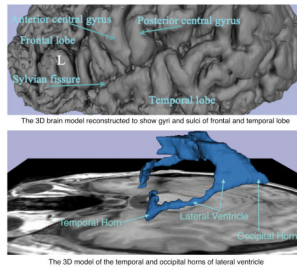 Anterior central gyrus Posterior central gyrus
Frontal lobe
L
Sylvian fissure
Temporal lobe
The 3D brain model reconstructed to show gyri and sulci of frontal and temporal lobe
Lateral Ventricle
Temporal Horn
Occipital Horn
The 3D model of the temporal and occipital horns of lateral ventricle